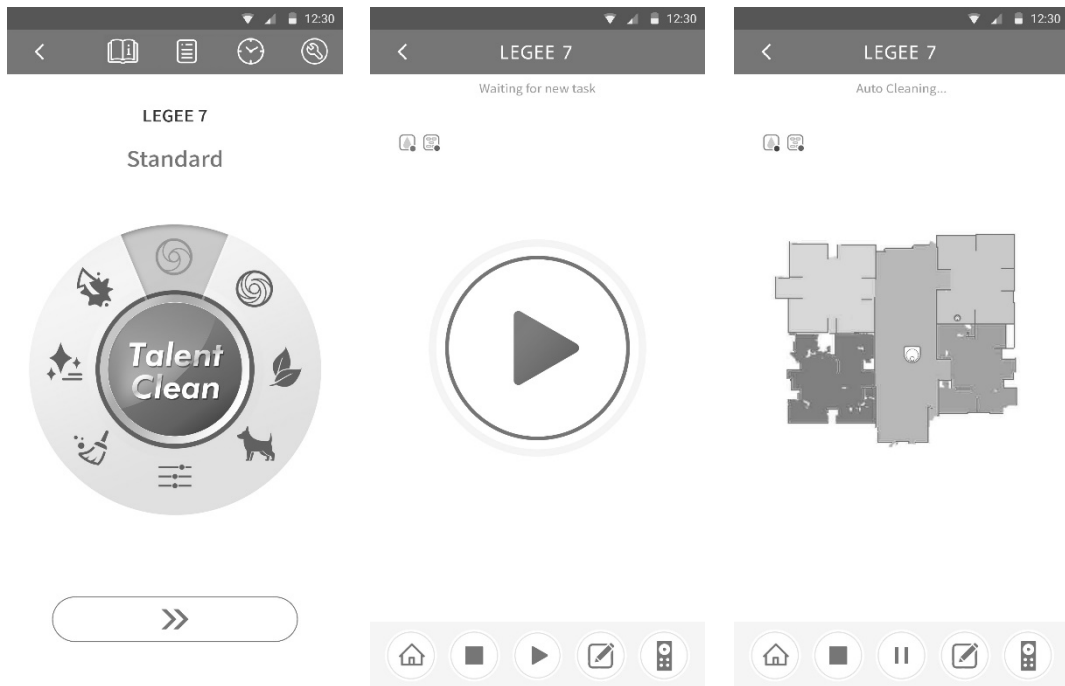 12:30
LEGEE 7
Standard
Talent
Clean
12:30
LEGEE 7
Waiting for new task
12:30
LEGEE 7
Auto Cleaning...